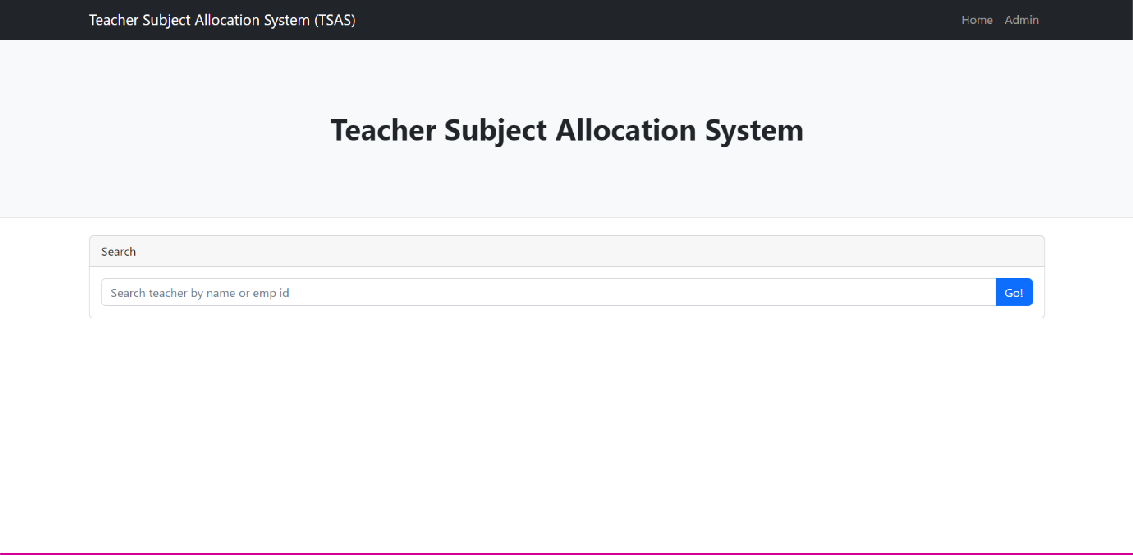 Teacher Subject Allocation System (TSAS)
Home Admin
Teacher Subject Allocation System
Search
Search teacher by name or emp id
Go!